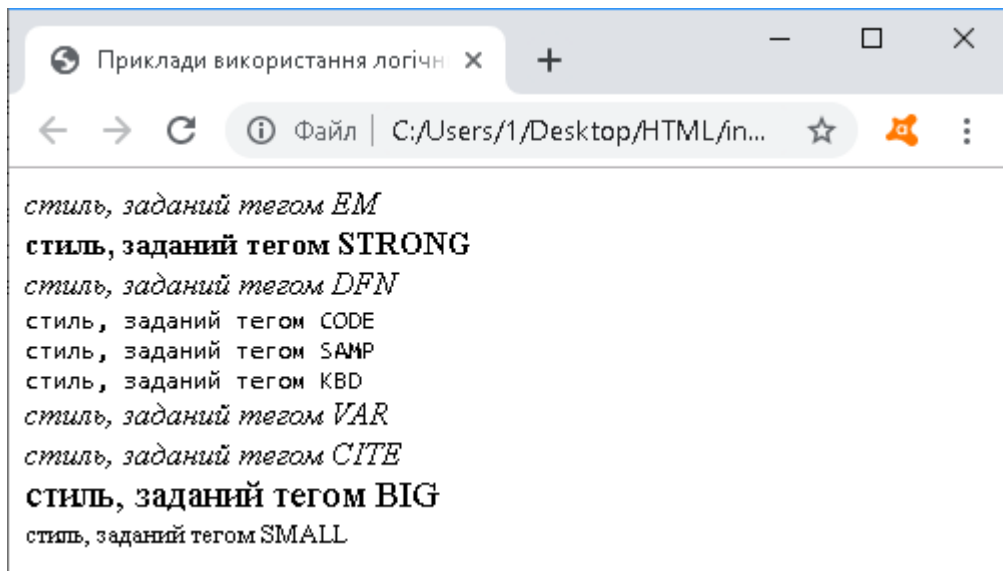 Приклади використання логічн
Файл | C:/Users/1/Desktop/HTML/in...
стиль, заданий тегом EM
стиль, заданий тегом STRONG
стиль, заданий тегом DFN
стиль, заданий тегом CODE
стиль, заданий тегом SAMP
стиль, заданий тегом KBD
стиль, заданий тегом VAR
стиль, заданий тегом CITE
стиль, заданий тегом BIG
стиль, заданий тегом SMALL